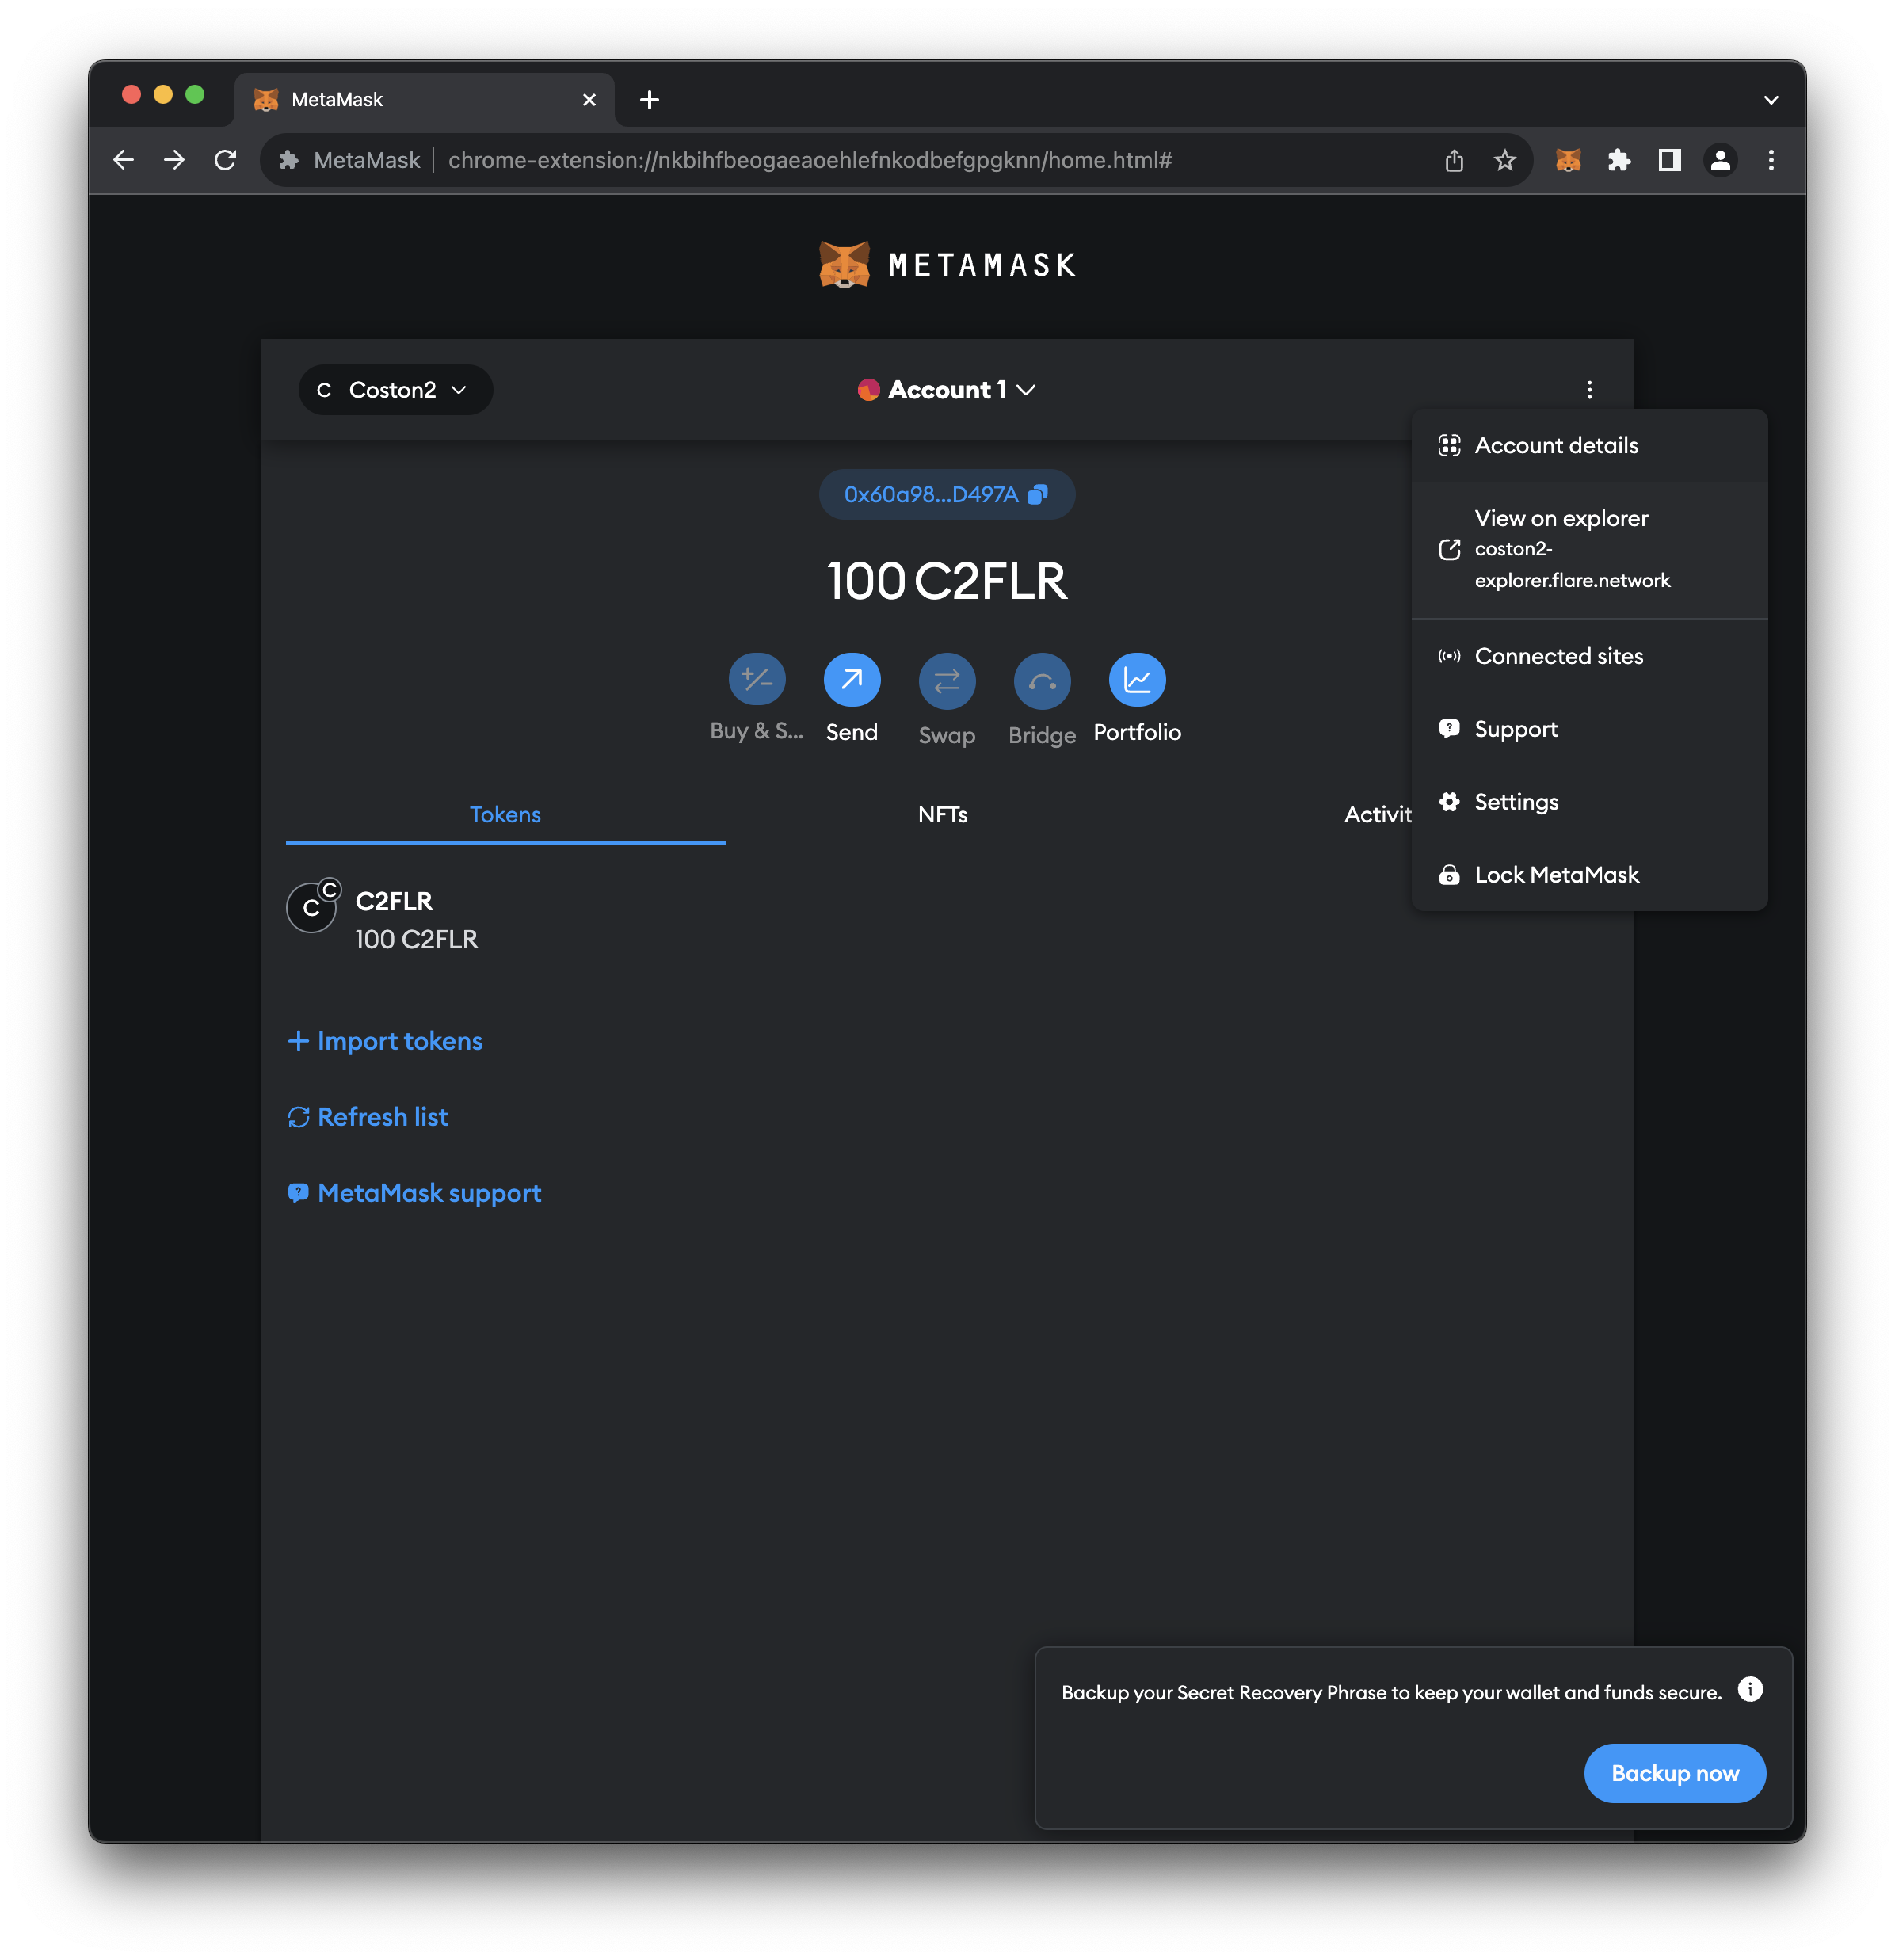 MetaMask
MetaMask chrome-extension://nkbihfbeogaeaoehlefnkodbefgpgknn/home.html#
METAMASK
C Coston2
Account 1
Account details
0x60a98...D497A
View on explorer
coston2-
explorer.flare.network
100 C2FLR
Connected sites
Buy & S...
Send
Swap
Bridge
Portfolio
Support
Settings
Tokens
NFTs
Activit
Lock MetaMask
C
C
C2FLR
100 C2FLR
Import tokens
Refresh list
MetaMask support
Backup your Secret Recovery Phrase to keep your wallet and funds secure.
Backup now